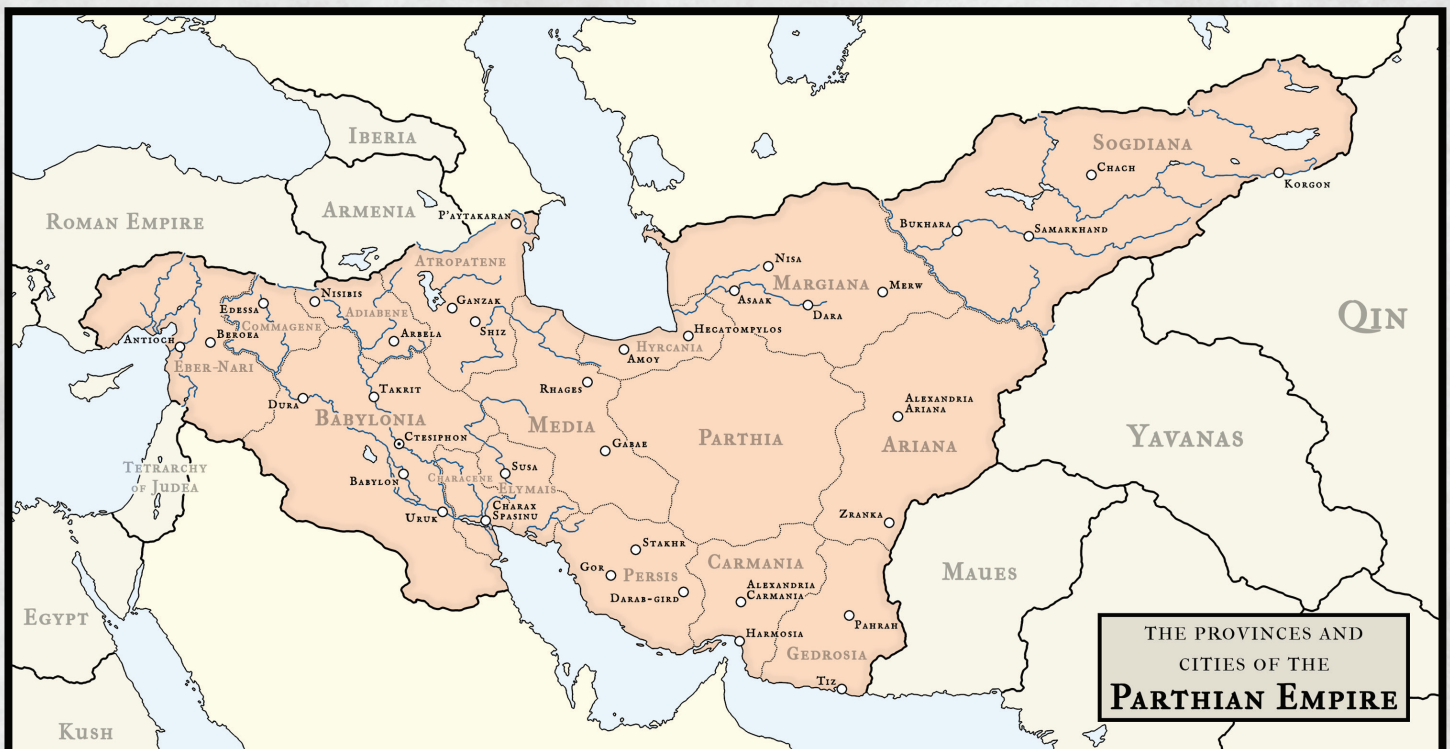 Iberia
Sogdiana
Chach
Korgon
Armenia
P'aytakaran
Roman Empire
Bukhara
Samarkhand
Atropatene
Nisa
Margiana
Merw
Nisibis
Ganzak
Asaak
Dara
Edessa
Adiabene
Qin
Commagene
Shiz
Hecatompylos
Antioch
Beroea
Arbela
Hyrcania
Amoy
Eber-Nari
Takrit
Rhages
Dura
Alexandria
Ariana
Babylonia
Media
Parthia
Ariana
Yavanas
Ctesiphon
Gabae
Tetrarchy
of Judea
Babylon
Characene
Susa
Elymais
Uruk
Charax
Spasinu
Zranka
Stakhr
Carmania
Maues
Gor
Persis
Alexandria
Carmania
Darab-gird
Egypt
Harmosia
Pahrah
Gedrosia
Tiz
Kush
The Provinces and
Cities of the
Parthian Empire